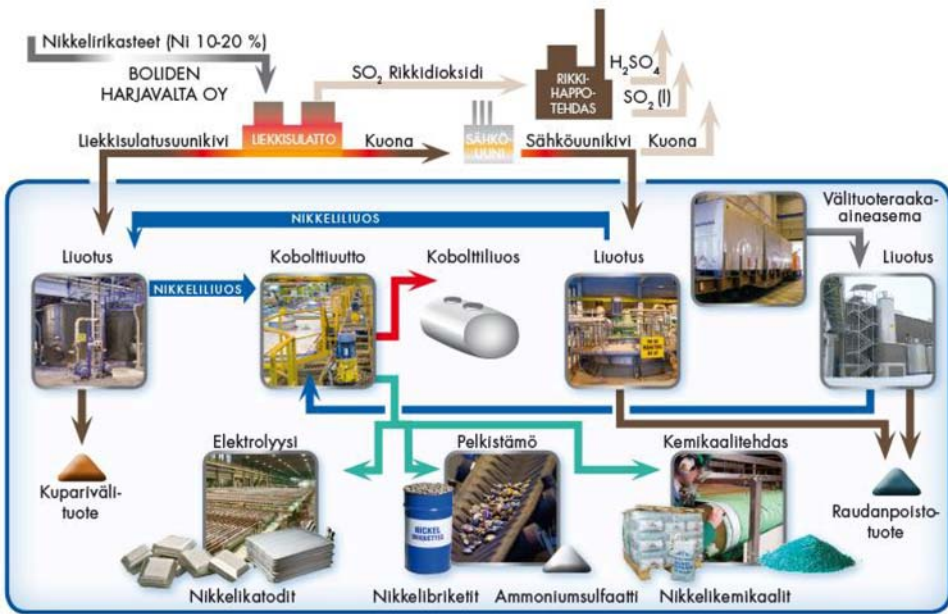 Nikkelirikasteet (Ni 10-20 %)
BOLIDEN
HARJAVALTA OY
SO2 Rikkidioksidi
RIKKI-
HAPPO-
TEHDAS
H2SO4
SO2 (l)
Liekkisulatusuunikivi
LIEKKISULATTO
Kuona
SÄHKÖ-
UUNI
Sähköuunikivi
Kuona
NIKKELILIUOS
Välituoteraaka-
aineasema
Liuotus
Kobolttiuutto
Kobolttiliuos
Liuotus
Liuotus
NIKKELILIUOS
Elektrolyysi
Pelkistämö
Kemikaalitehdas
Kupariväli-
tuote
NICKEL
BRIKETTES
Raudanpoisto-
tuote
Nikkelikatodit
Nikkelibriketit
Ammoniumsulfaatti
Nikkelikemikaalit